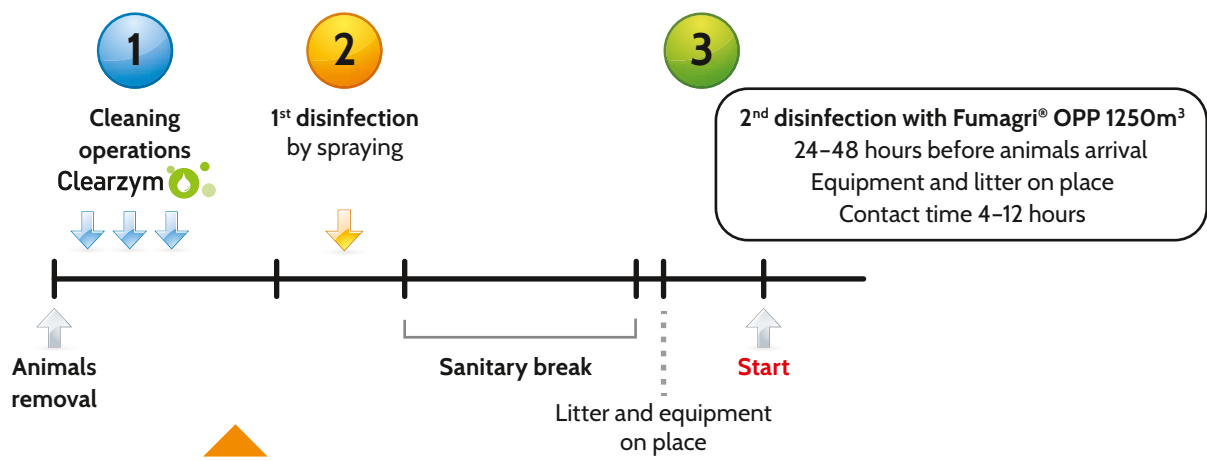 1
Cleaning
operations
Clearzym
2
1st disinfection
by spraying
3
2nd disinfection with Fumagri® OPP 1250m³
24–48 hours before animals arrival
Equipment and litter on place
Contact time 4–12 hours
Animals
removal
Sanitary break
Litter and equipment
on place
Start